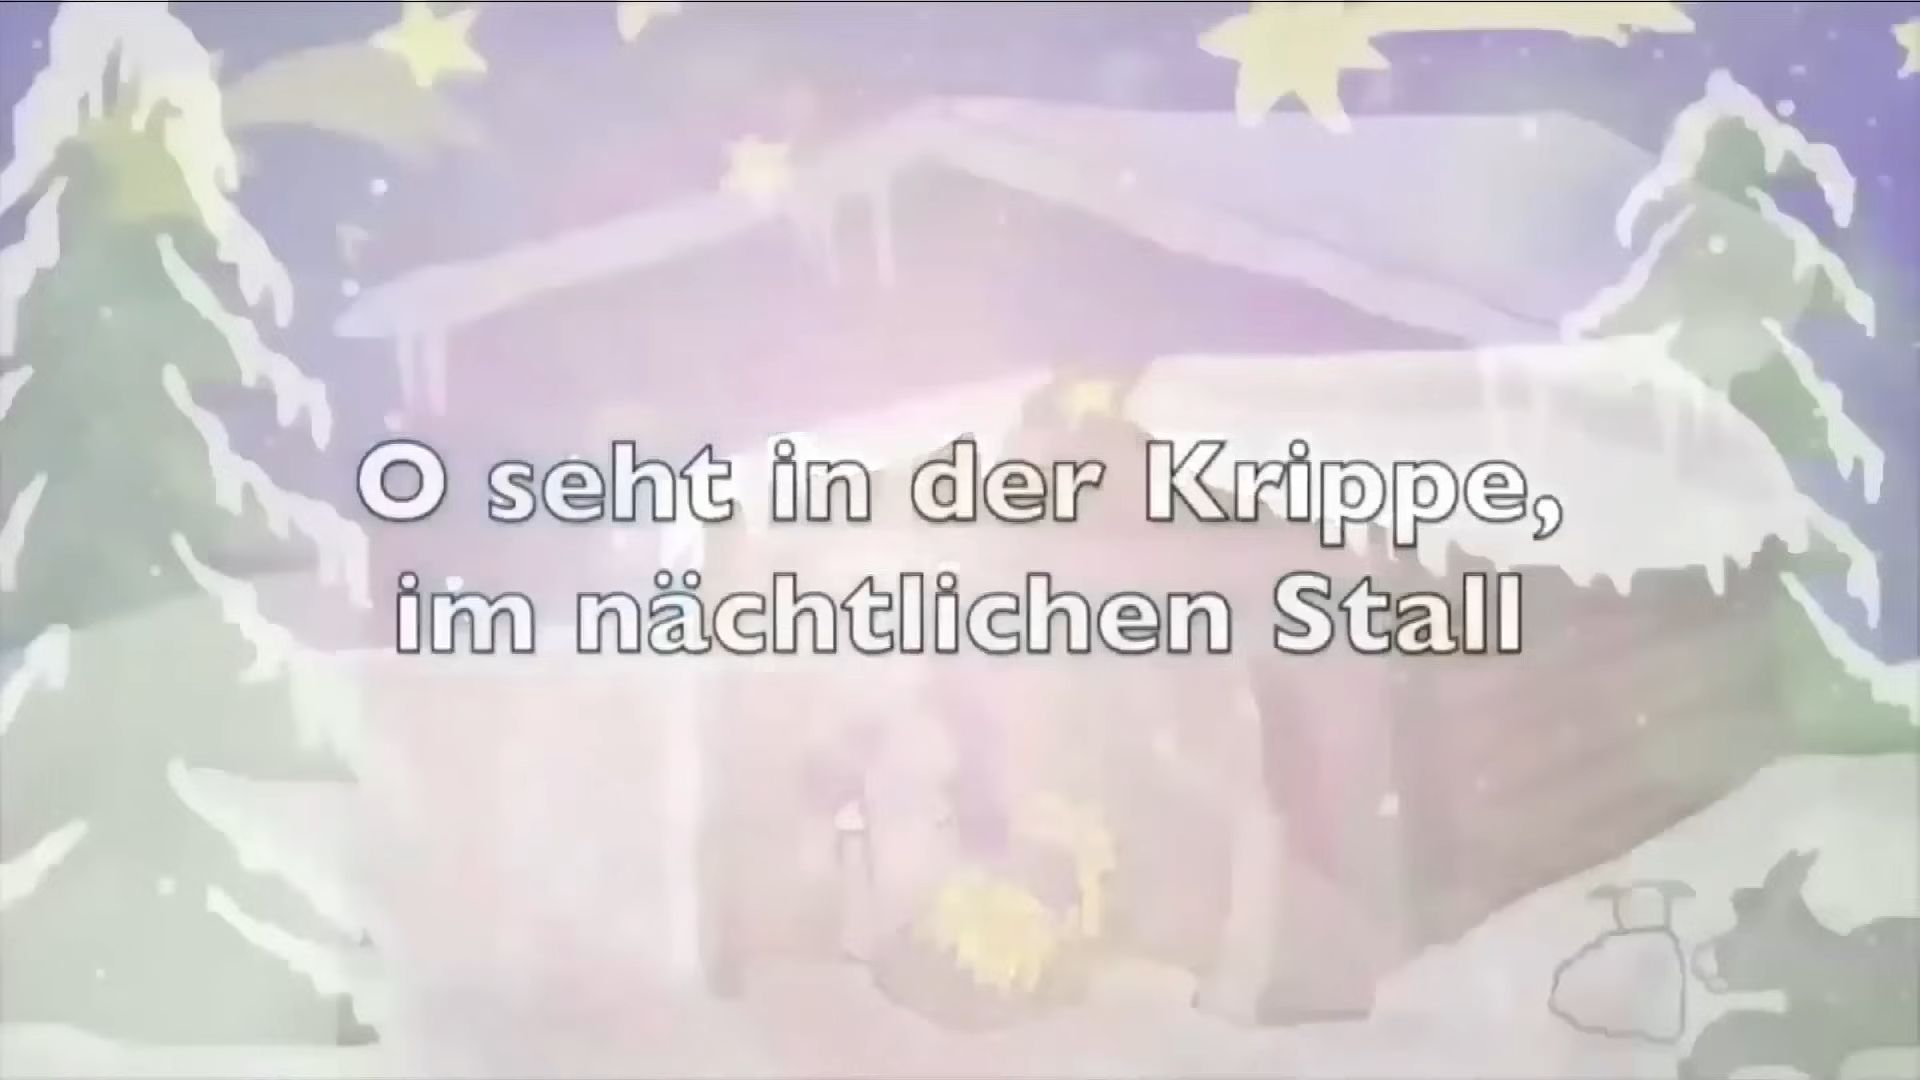 O seht in der Krippe,
im nächtlichen Stall